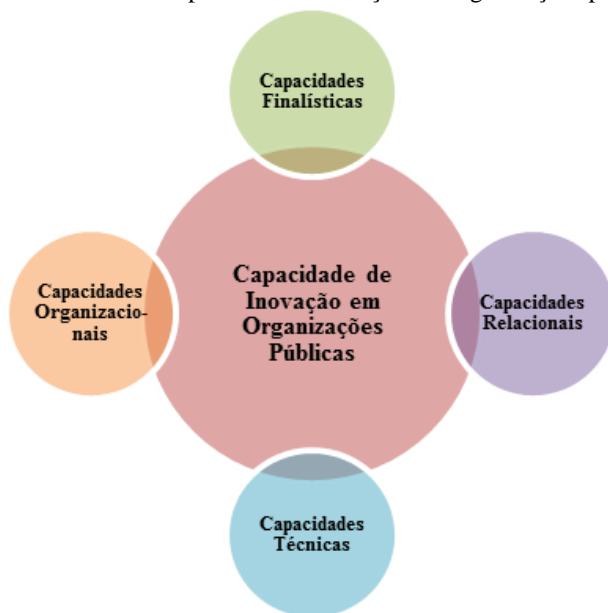 Capacidades
Finalísticas
Capacidades
Organizacio-
nais
Capacidade de
Inovação em
Organizações
Públicas
Capacidades
Relacionais
Capacidades
Técnicas